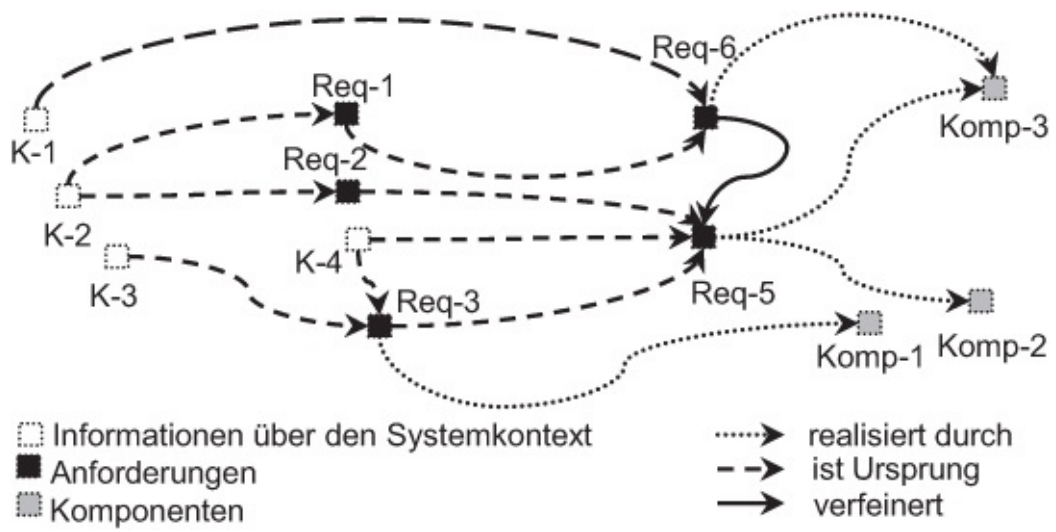 Req-6
Req-1
Komp-3
K-1
Req-2
K-2
K-4
K-3
Req-3
Req-5
Komp-1
Komp-2
Informationen über den Systemkontext
Anforderungen
Komponenten
realisiert durch
ist Ursprung
verfeinert